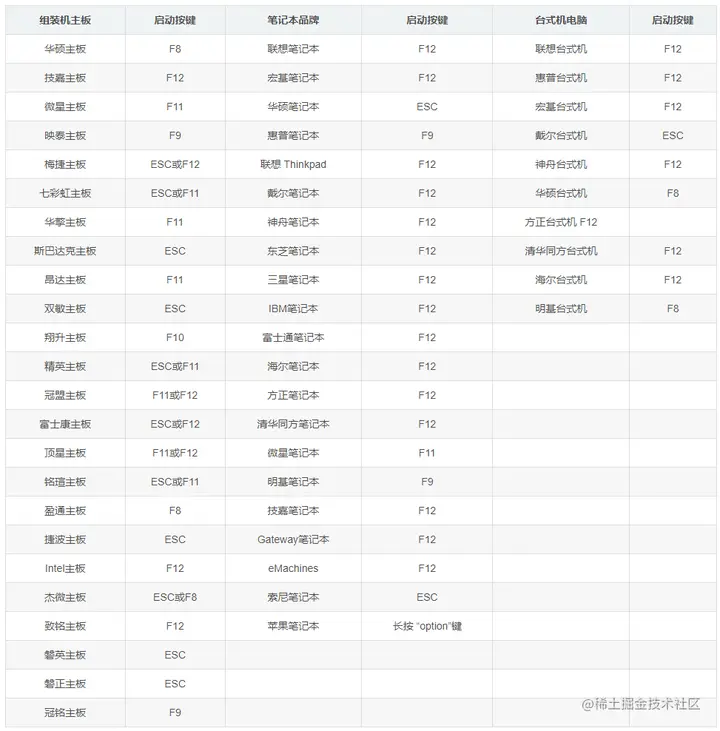 组装机主板 启动按键 笔记本品牌 启动按键 台式机电脑 启动按键
华硕主板 F8 联想笔记本 F12 联想台式机 F12
技嘉主板 F12 宏基笔记本 F12 惠普台式机 F12
微星主板 F11 华硕笔记本 ESC 宏基台式机 F12
映泰主板 F9 惠普笔记本 F9 戴尔台式机 ESC
梅捷主板 ESC或F12 联想 Thinkpad F12 神舟台式机 F12
七彩虹主板 ESC或F11 戴尔笔记本 F12 华硕台式机 F8
华擎主板 F11 神舟笔记本 F12 方正台式机 F12
斯巴达克主板 ESC 东芝笔记本 F12 清华同方台式机 F12
昂达主板 F11 三星笔记本 F12 海尔台式机 F12
双敏主板 ESC IBM笔记本 F12 明基台式机 F8
翔升主板 F10 富士通笔记本 F12
精英主板 ESC或F11 海尔笔记本 F12
冠盟主板 F11或F12 方正笔记本 F12
富士康主板 ESC或F12 清华同方笔记本 F12
顶星主板 F11或F12 微星笔记本 F11
铭瑄主板 ESC或F11 明基笔记本 F9
盈通主板 F8 技嘉笔记本 F12
捷波主板 ESC Gateway笔记本 F12
Intel主板 F12 eMachines F12
杰微主板 ESC或F8 索尼笔记本 ESC
致铭主板 F12 苹果笔记本 长按 “option”键
磐英主板 ESC
磐正主板 ESC
冠铭主板 F9
@稀土掘金技术社区